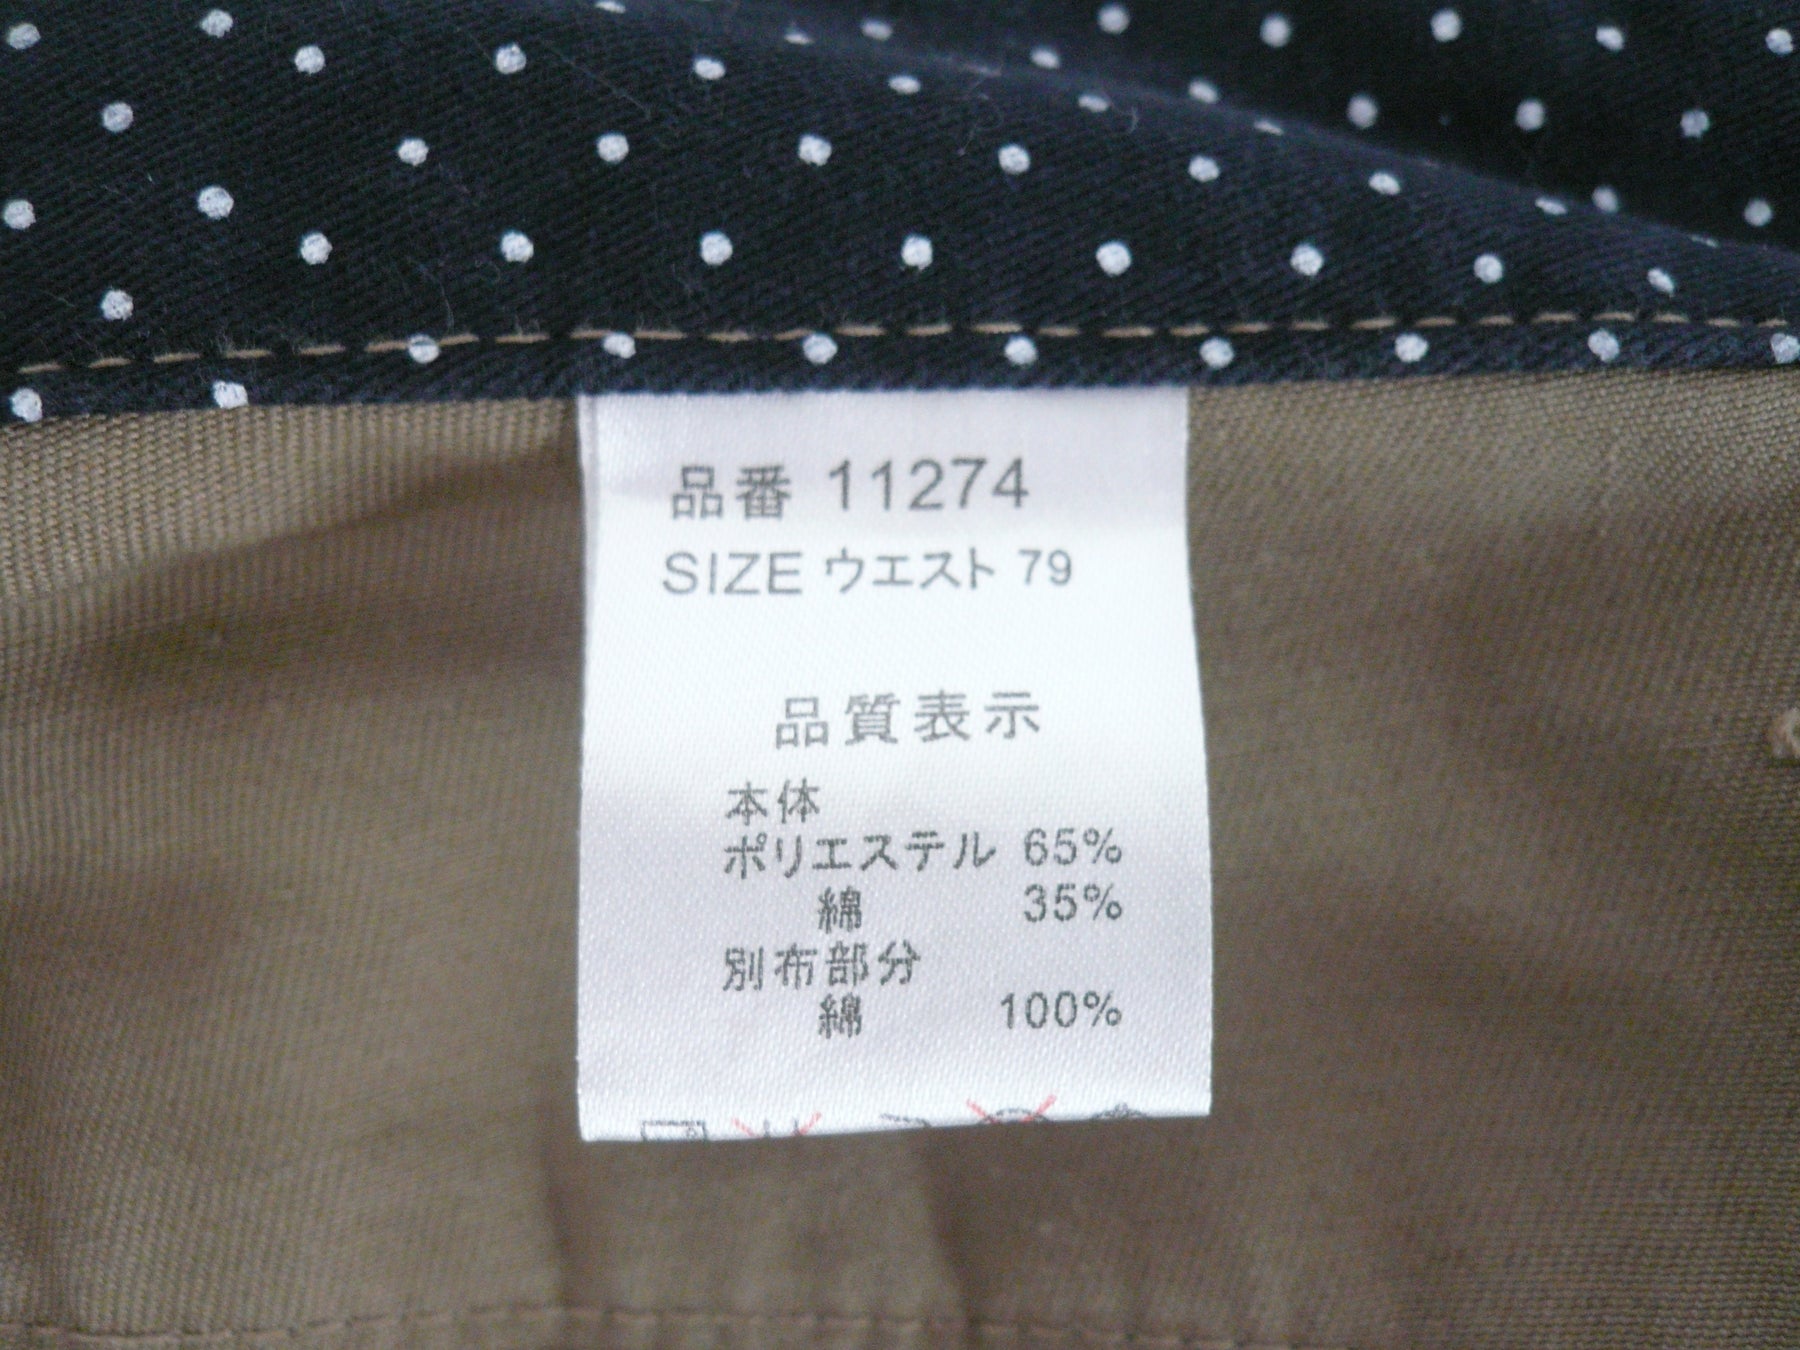 品番 11274
SIZE ウエスト 79
品質表示
本体
ポリエステル 65%
綿 35%
別布部分
綿 100%